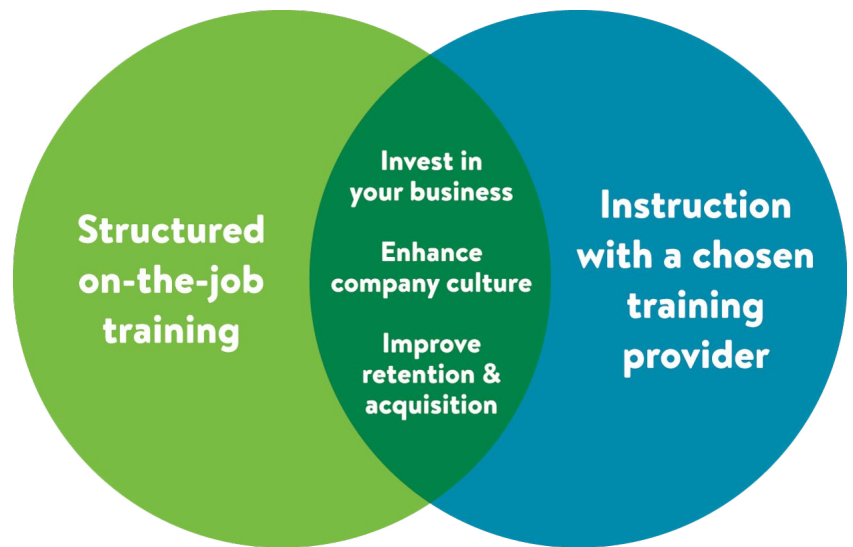 Structured
on-the-job
training
Invest in
your business
Enhance
company culture
Improve
retention &
acquisition
Instruction
with a chosen
training
provider